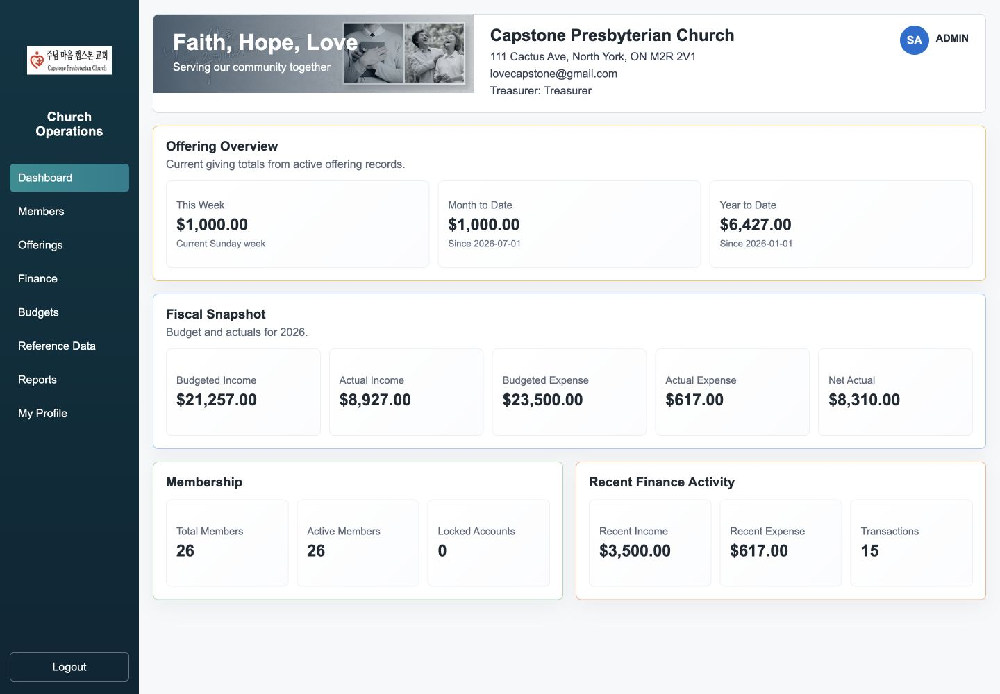 주님 마음 캡스톤 교회
Capstone Presbyterian Church
Church
Operations
Dashboard
Members
Offerings
Finance
Budgets
Reference Data
Reports
My Profile
Logout
Faith, Hope, Love
Serving our community together
Capstone Presbyterian Church
111 Cactus Ave, North York, ON M2R 2V1
lovecapstone@gmail.com
Treasurer: Treasurer
SA
ADMIN
Offering Overview
Current giving totals from active offering records.
This Week
$1,000.00
Current Sunday week
Month to Date
$1,000.00
Since 2026-07-01
Year to Date
$6,427.00
Since 2026-01-01
Fiscal Snapshot
Budget and actuals for 2026.
Budgeted Income
$21,257.00
Actual Income
$8,927.00
Budgeted Expense
$23,500.00
Actual Expense
$617.00
Net Actual
$8,310.00
Membership
Total Members
26
Active Members
26
Locked Accounts
0
Recent Finance Activity
Recent Income
$3,500.00
Recent Expense
$617.00
Transactions
15